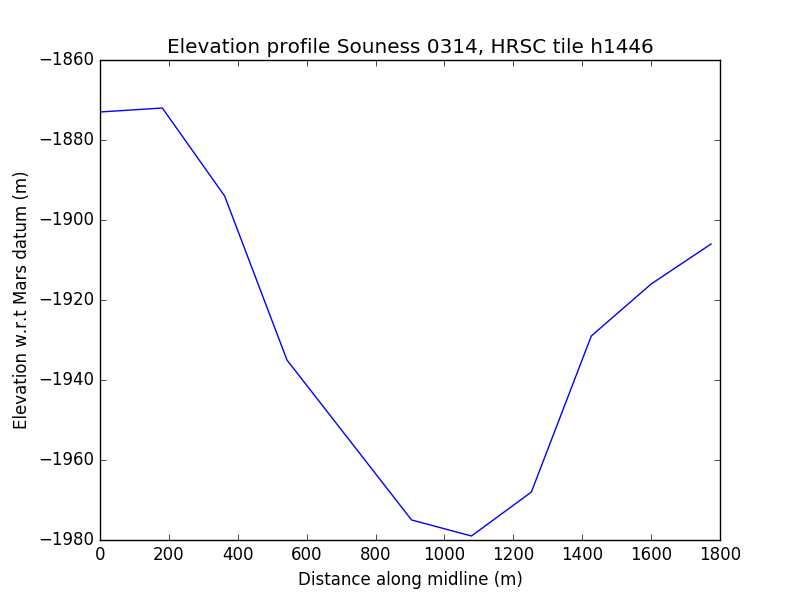 Elevation profile Souness 0314, HRSC tile h1446
Elevation w.r.t Mars datum (m)
−1860
−1880
−1900
−1920
−1940
−1960
−1980
0 200 400 600 800 1000 1200 1400 1600 1800
Distance along midline (m)